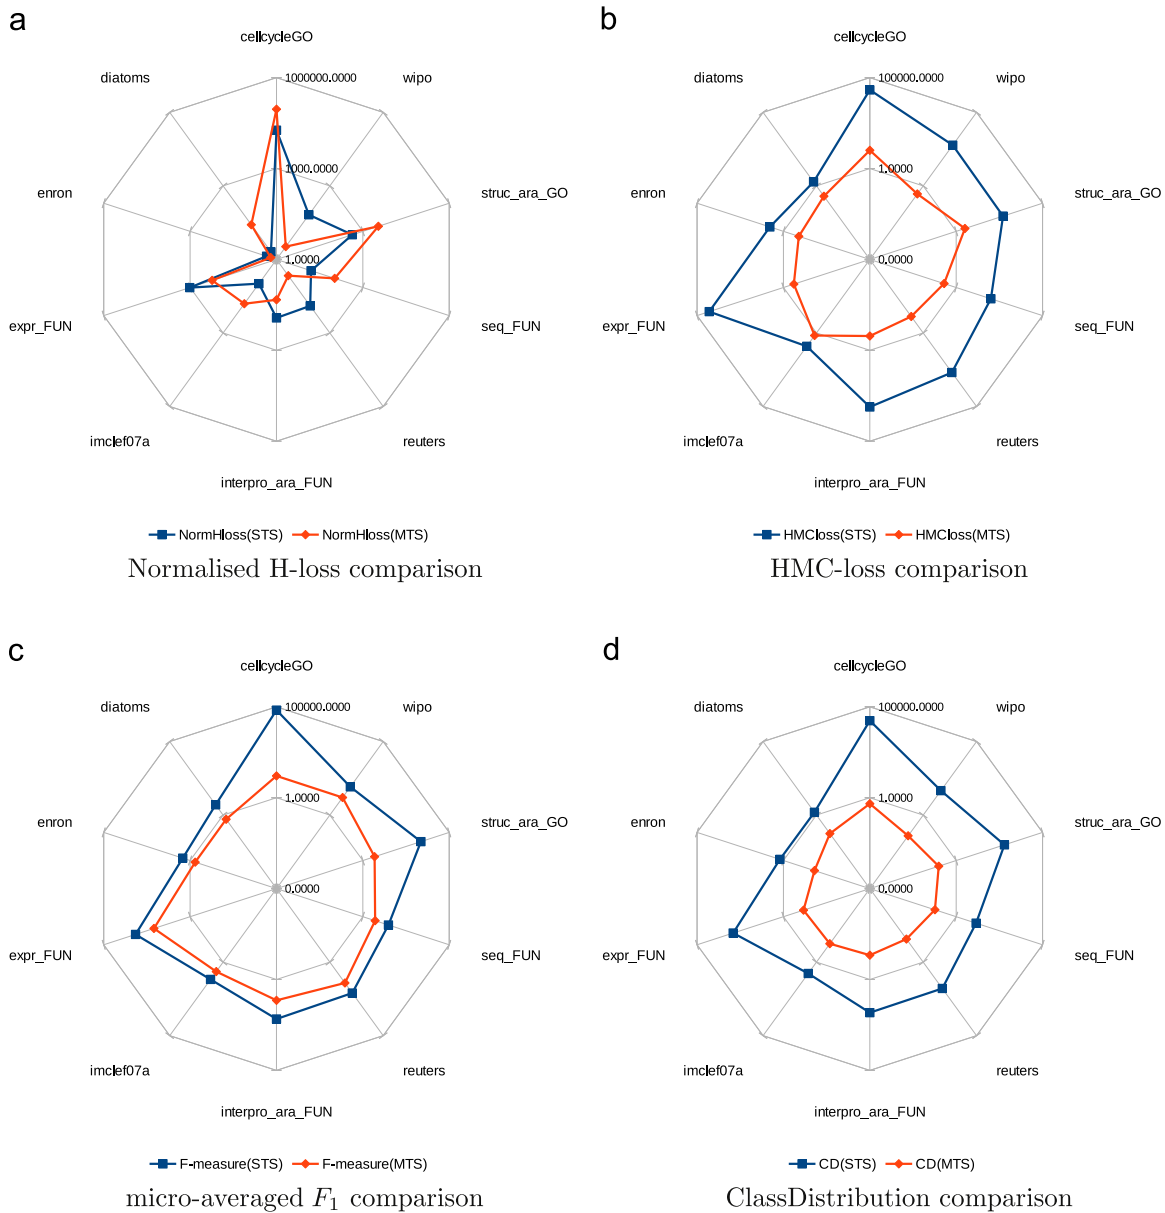 a
cellcycleGO
diatoms
1000000.0000
wipo
1000.0000
enron
struc_ara_GO
1.0000
expr_FUN
seq_FUN
imclef07a
reuters
interpro_ara_FUN
NormHloss(STS) NormHloss(MTS)
Normalised H-loss comparison
b
cellcycleGO
diatoms
100000.0000
wipo
1.0000
enron
struc_ara_GO
0.0000
expr_FUN
seq_FUN
imclef07a
reuters
interpro_ara_FUN
HMCloss(STS) HMCloss(MTS)
HMC-loss comparison
c
cellcycleGO
diatoms
100000.0000
wipo
1.0000
enron
struc_ara_GO
0.0000
expr_FUN
seq_FUN
imclef07a
reuters
interpro_ara_FUN
F-measure(STS) F-measure(MTS)
micro-averaged F1 comparison
d
cellcycleGO
diatoms
100000.0000
wipo
1.0000
enron
struc_ara_GO
0.0000
expr_FUN
seq_FUN
imclef07a
reuters
interpro_ara_FUN
CD(STS) CD(MTS)
ClassDistribution comparison